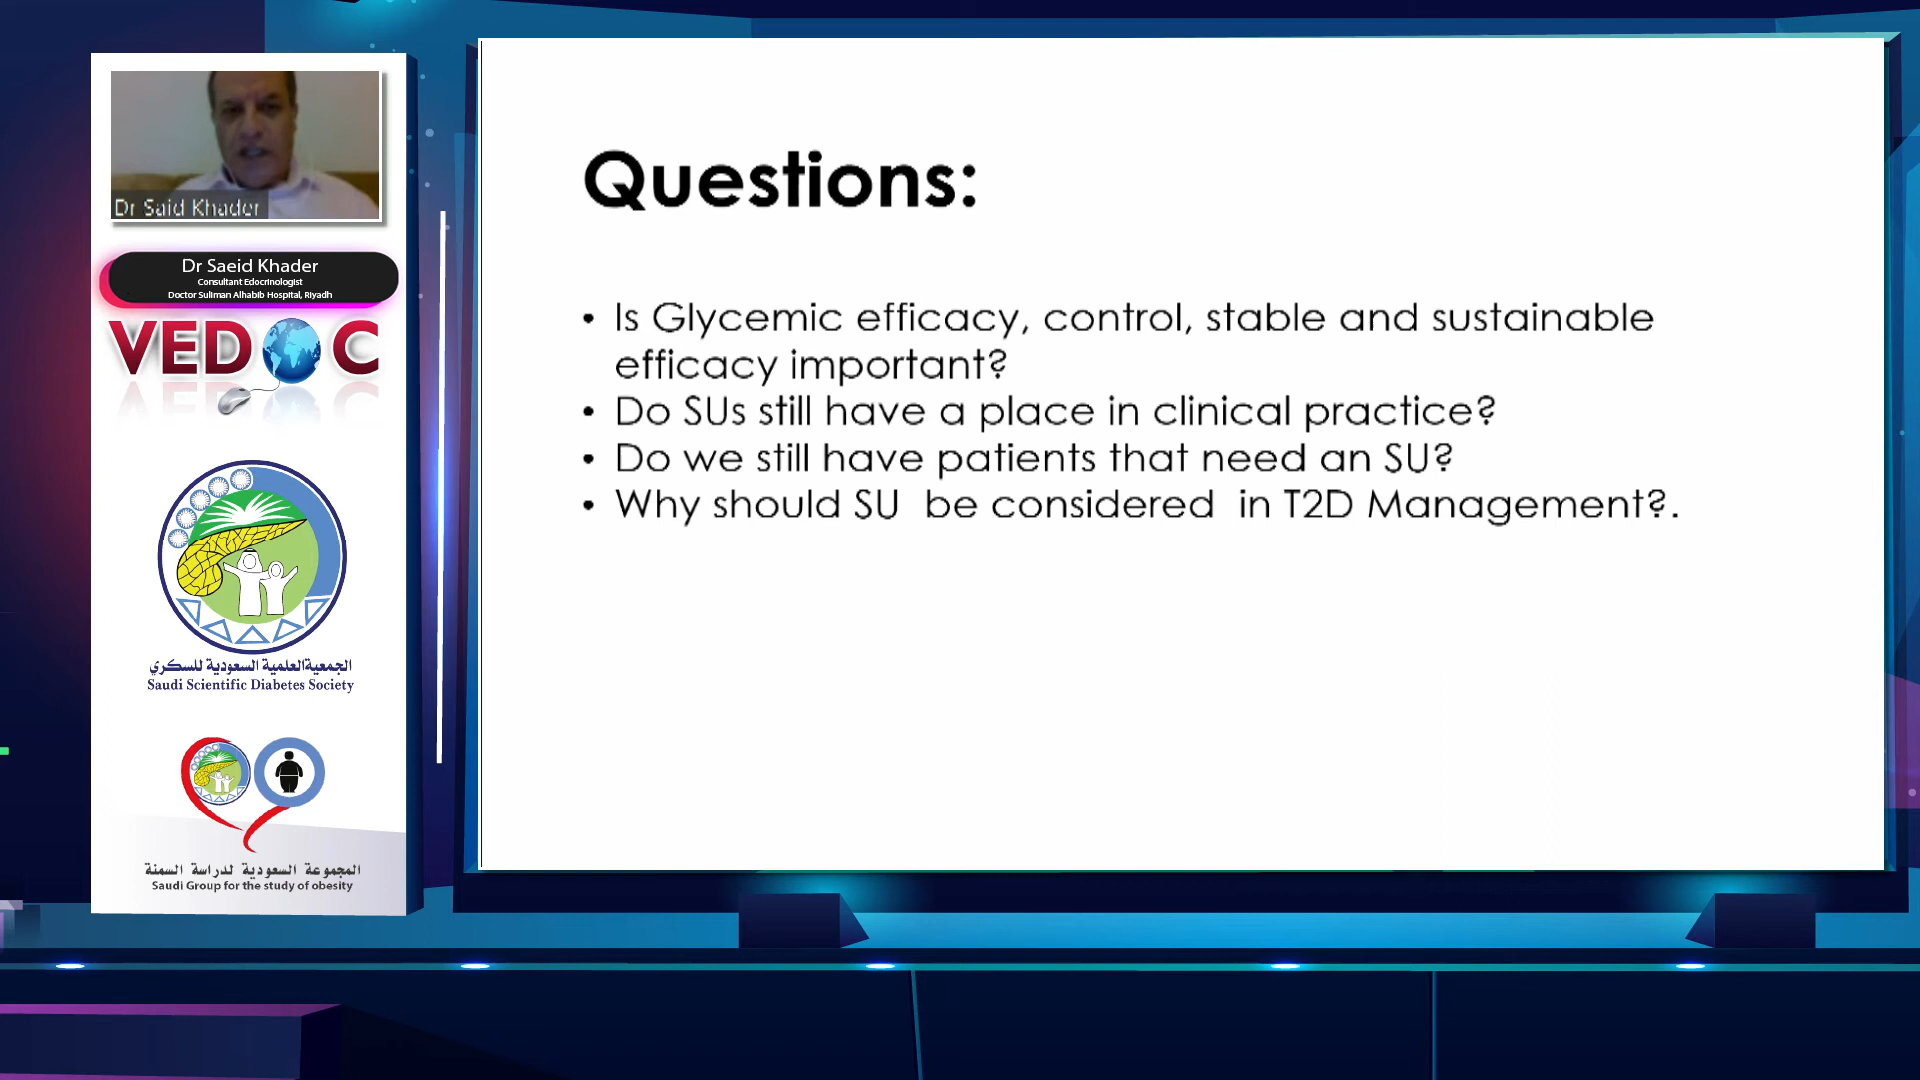 Dr Said Khader
Dr Saeid Khader
Consultant Edocrinologist
Doctor Suliman Alhabib Hospital, Riyadh
VEDOC
الجمعية العلمية السعودية للسكري
Saudi Scientific Diabetes Society
المجموعة السعودية لدراسة السمنة
Saudi Group for the study of obesity
Questions:
• Is Glycemic efficacy, control, stable and sustainable
efficacy important?
• Do SUs still have a place in clinical practice?
• Do we still have patients that need an SU?
• Why should SU be considered in T2D Management?.